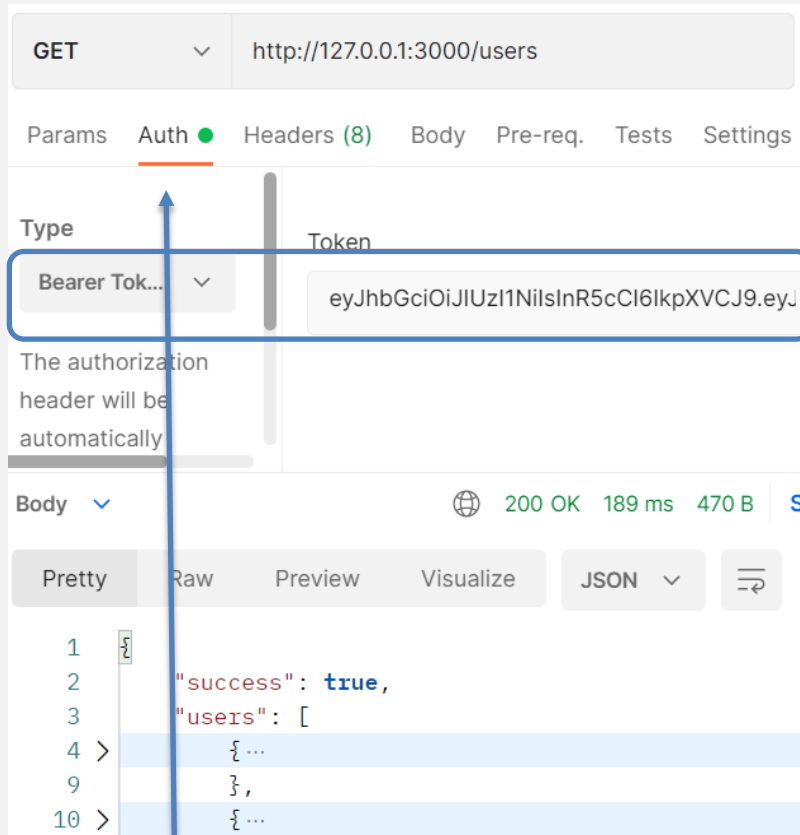 GET http://127.0.0.1:3000/users
Params Auth Headers (8) Body Pre-req. Tests Settings
Type
Token
Bearer Tok...
eyJhbGciOiJIUzI1NiIsInR5cCI6IkpXVCJ9.eyJ
The authorization
header will be
automatically
Body 200 OK 189 ms 470 B S
Pretty Raw Preview Visualize JSON
1 {
2 "success": true,
3 "users": [
4 { ...
9 },
10 { ...